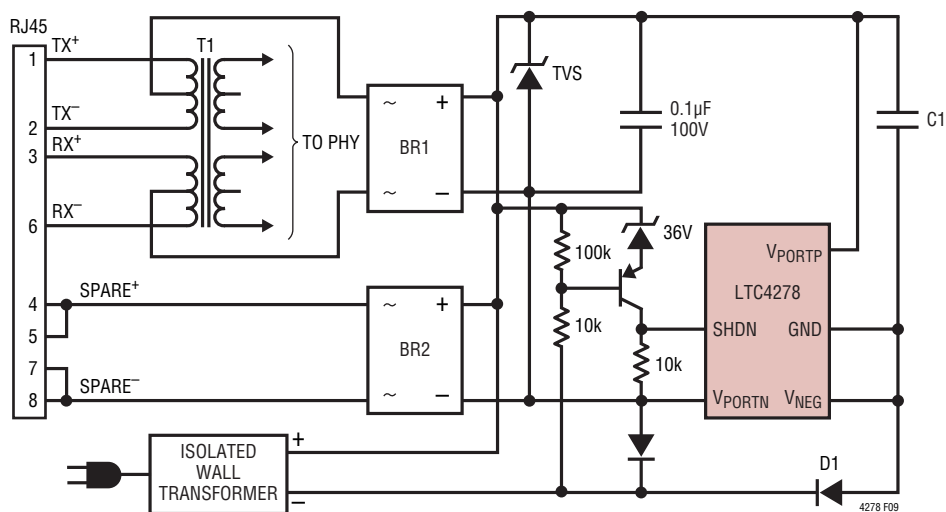 RJ45
1
TX+
2
TX–
3
RX+
6
RX–
4
SPARE+
5
7
8
SPARE–
T1
TO PHY
~
+
BR1
~
–
~
+
BR2
~
–
TVS
0.1µF
100V
C1
36V
100k
10k
10k
VPORTP
LTC4278
SHDN
GND
VPORTN
VNEG
ISOLATED
WALL
TRANSFORMER
+
–
D1
4278 F09